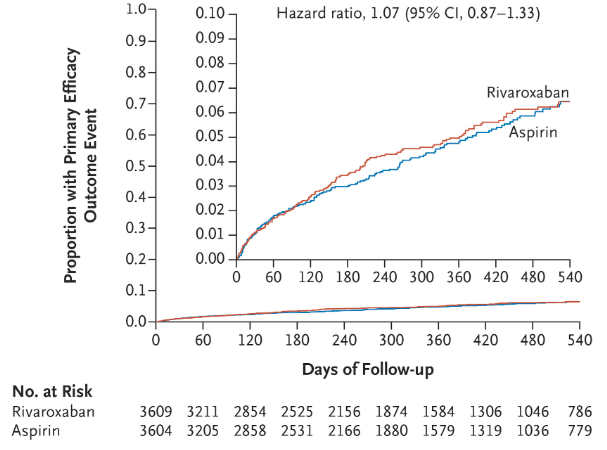 Hazard ratio, 1.07 (95% CI, 0.87–1.33)
Proportion with Primary Efficacy
Outcome Event
1.0
0.9
0.8
0.7
0.6
0.5
0.4
0.3
0.2
0.1
0.0
0.10
0.09
0.08
0.07
0.06
0.05
0.04
0.03
0.02
0.01
0.00
Rivaroxaban
Aspirin
0 60 120 180 240 300 360 420 480 540
0 60 120 180 240 300 360 420 480 540
Days of Follow-up
No. at Risk
Rivaroxaban 3609 3211 2854 2525 2156 1874 1584 1306 1046 786
Aspirin 3604 3205 2858 2531 2166 1880 1579 1319 1036 779